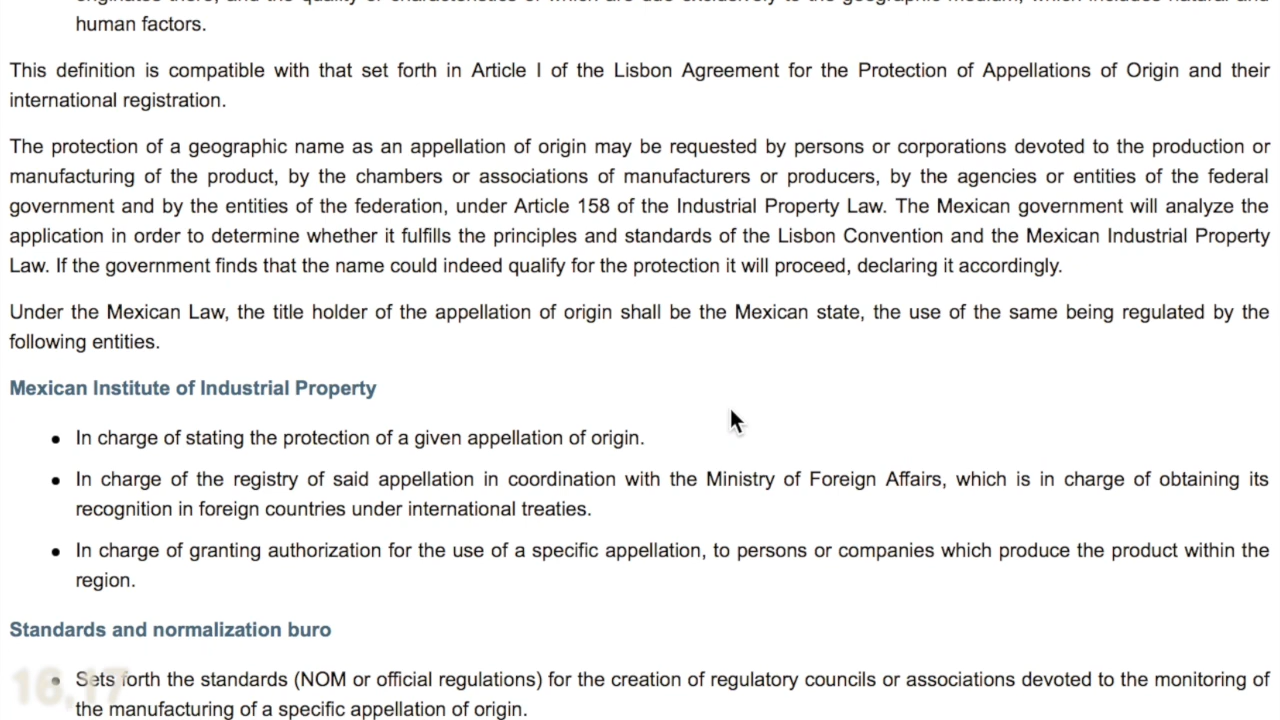 human factors.
This definition is compatible with that set forth in Article I of the Lisbon Agreement for the Protection of Appellations of Origin and their
international registration.
The protection of a geographic name as an appellation of origin may be requested by persons or corporations devoted to the production or
manufacturing of the product, by the chambers or associations of manufacturers or producers, by the agencies or entities of the federal
government and by the entities of the federation, under Article 158 of the Industrial Property Law. The Mexican government will analyze the
application in order to determine whether it fulfills the principles and standards of the Lisbon Convention and the Mexican Industrial Property
Law. If the government finds that the name could indeed qualify for the protection it will proceed, declaring it accordingly.
Under the Mexican Law, the title holder of the appellation of origin shall be the Mexican state, the use of the same being regulated by the
following entities.
Mexican Institute of Industrial Property
• In charge of stating the protection of a given appellation of origin.
• In charge of the registry of said appellation in coordination with the Ministry of Foreign Affairs, which is in charge of obtaining its
recognition in foreign countries under international treaties.
• In charge of granting authorization for the use of a specific appellation, to persons or companies which produce the product within the
region.
Standards and normalization buro
• Sets forth the standards (NOM or official regulations) for the creation of regulatory councils or associations devoted to the monitoring of
the manufacturing of a specific appellation of origin.
16,17